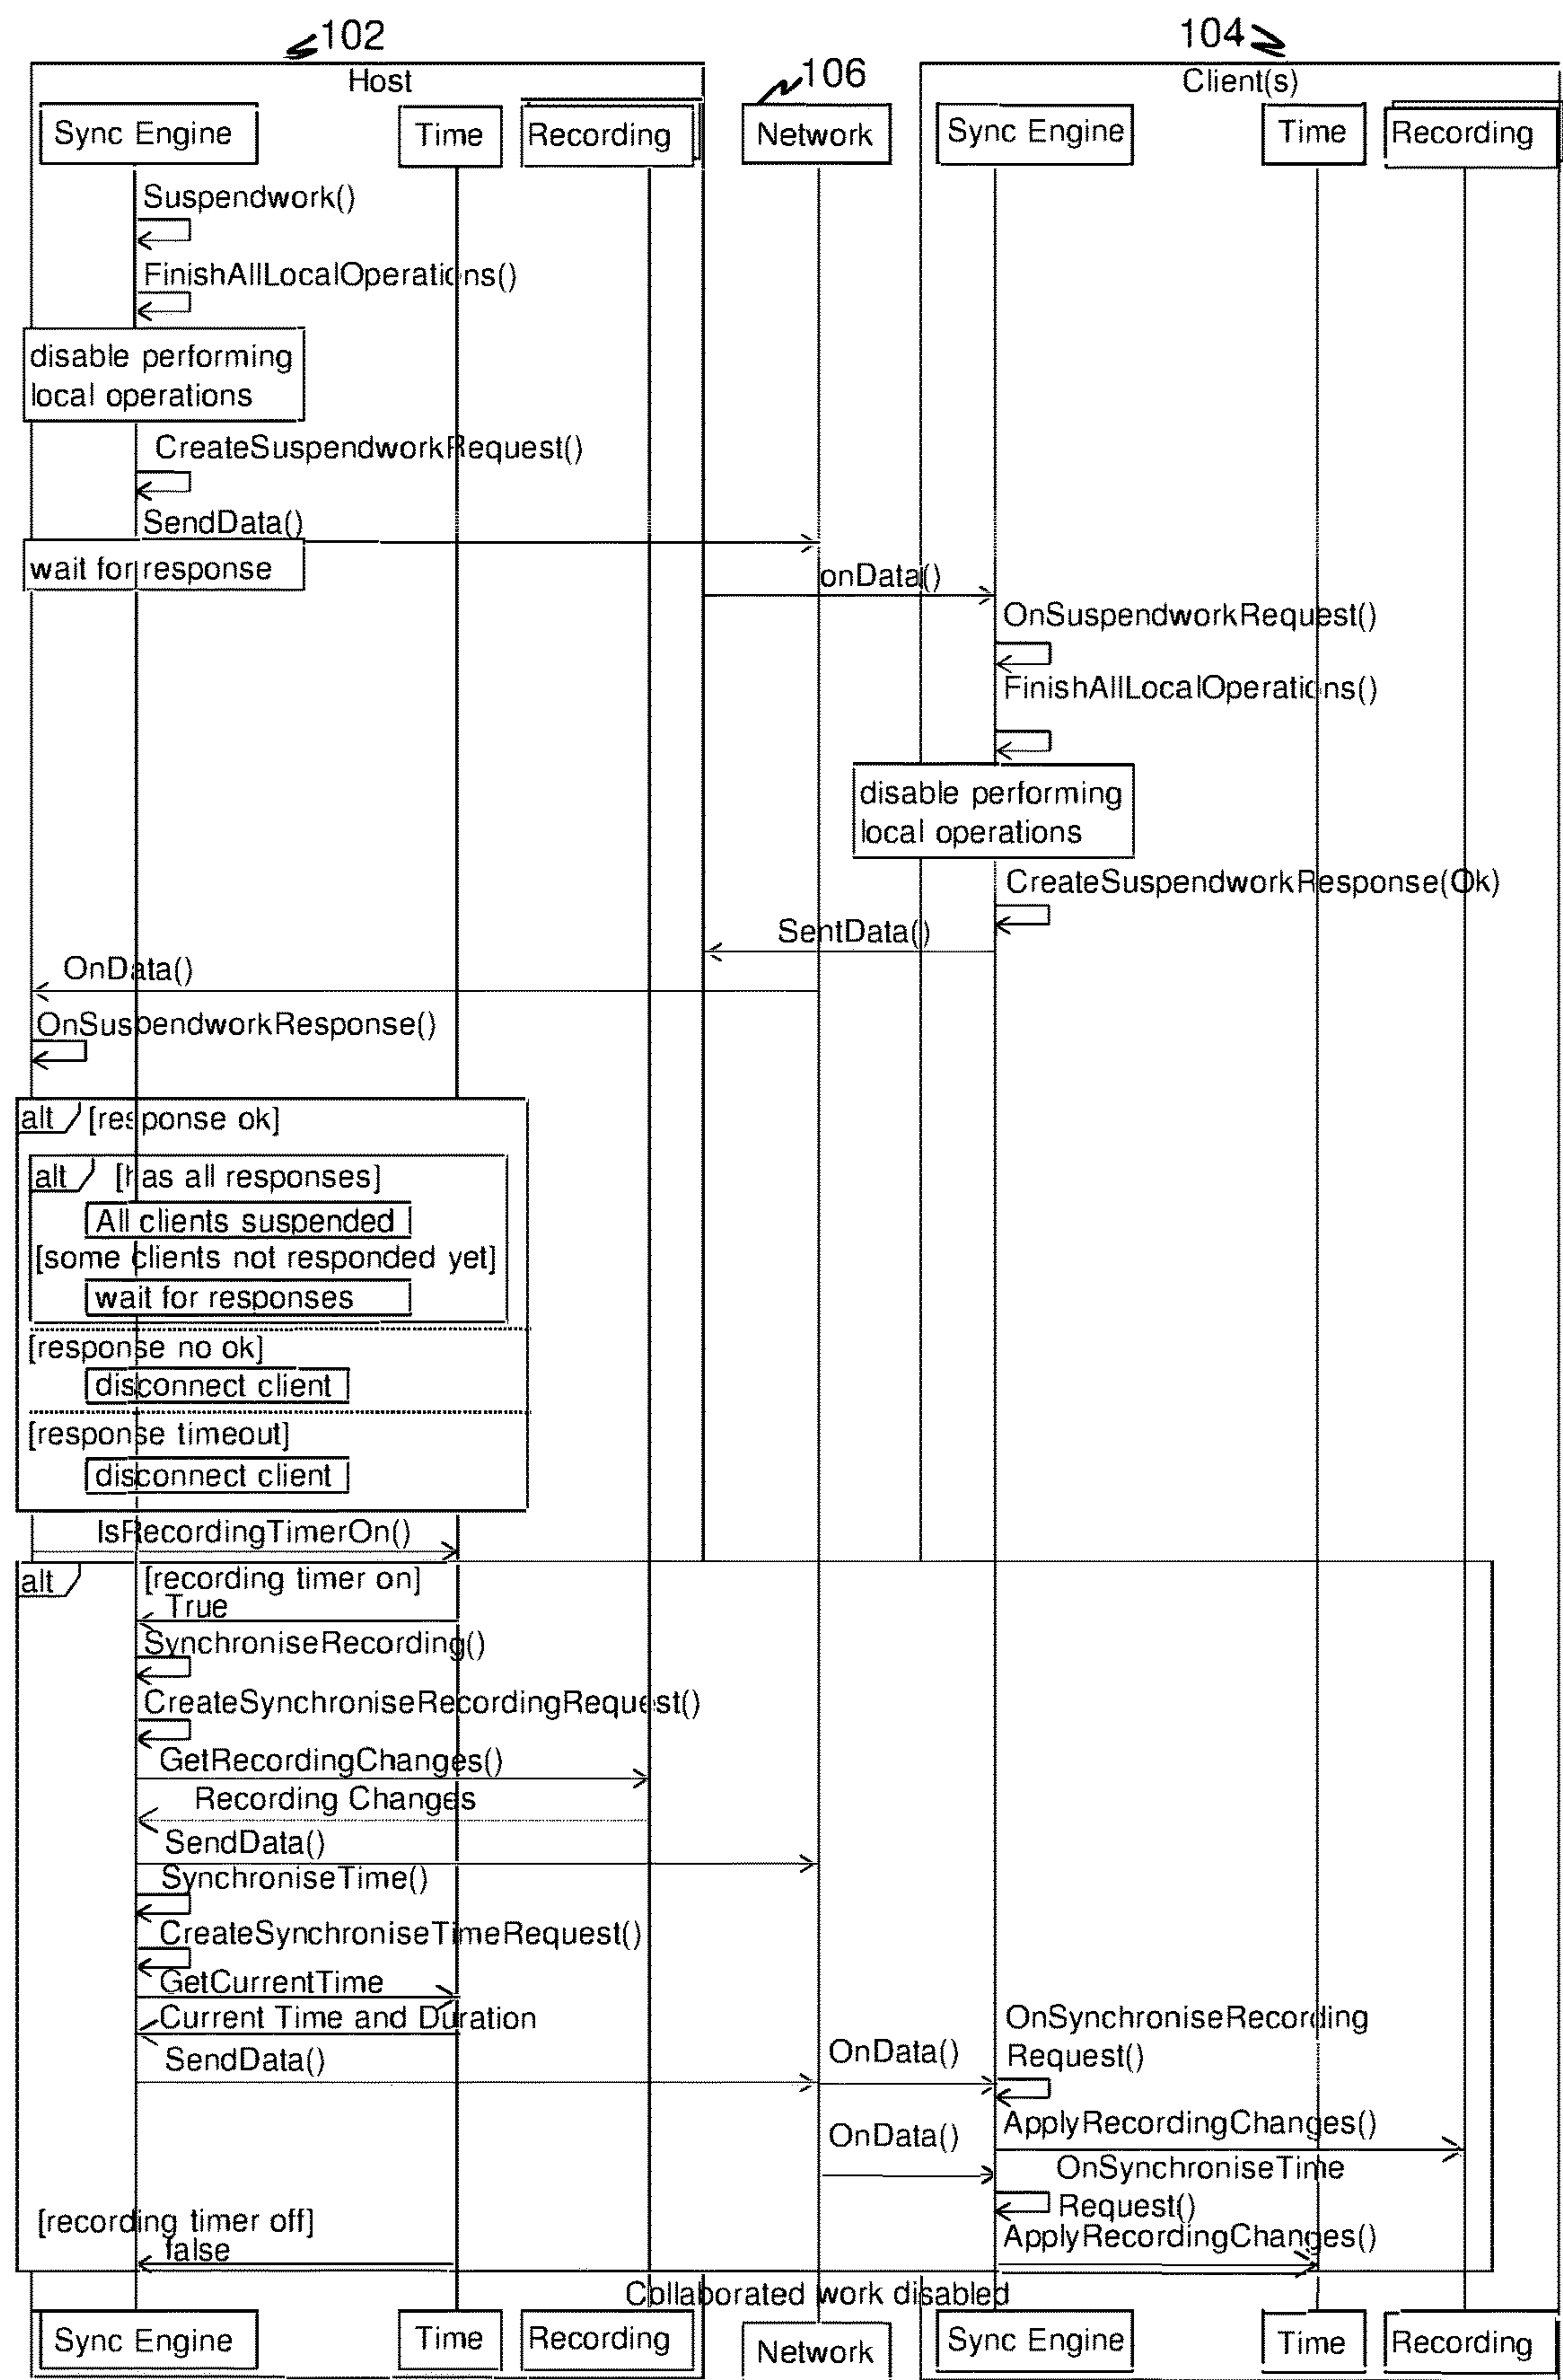 102
104
Host
106
Client(s)
Sync Engine
Time
Recording
Network
Sync Engine
Time
Recording
Suspendwork()
FinishAllLocalOperations()
disable performing
local operations
CreateSuspendworkRequest()
SendData()
wait for response
onData()
OnSuspendworkRequest()
FinishAllLocalOperations()
disable performing
local operations
CreateSuspendworkResponse(Ok)
SentData()
OnData()
OnSuspendworkResponse()
alt [response ok]
alt [has all responses]
All clients suspended
[some clients not responded yet]
wait for responses
[response no ok]
disconnect client
[response timeout]
disconnect client
IsRecordingTimerOn()
alt [recording timer on]
True
SynchroniseRecording()
CreateSynchroniseRecordingRequest()
GetRecordingChanges()
Recording Changes
SendData()
SynchroniseTime()
CreateSynchroniseTimeRequest()
GetCurrentTime
Current Time and Duration
SendData()
OnData()
OnSynchroniseRecording
Request()
OnData()
ApplyRecordingChanges()
OnSynchroniseTime
Request()
[recording timer off]
false
ApplyRecordingChanges()
Collaborated work disabled
Sync Engine
Time
Recording
Network
Sync Engine
Time
Recording